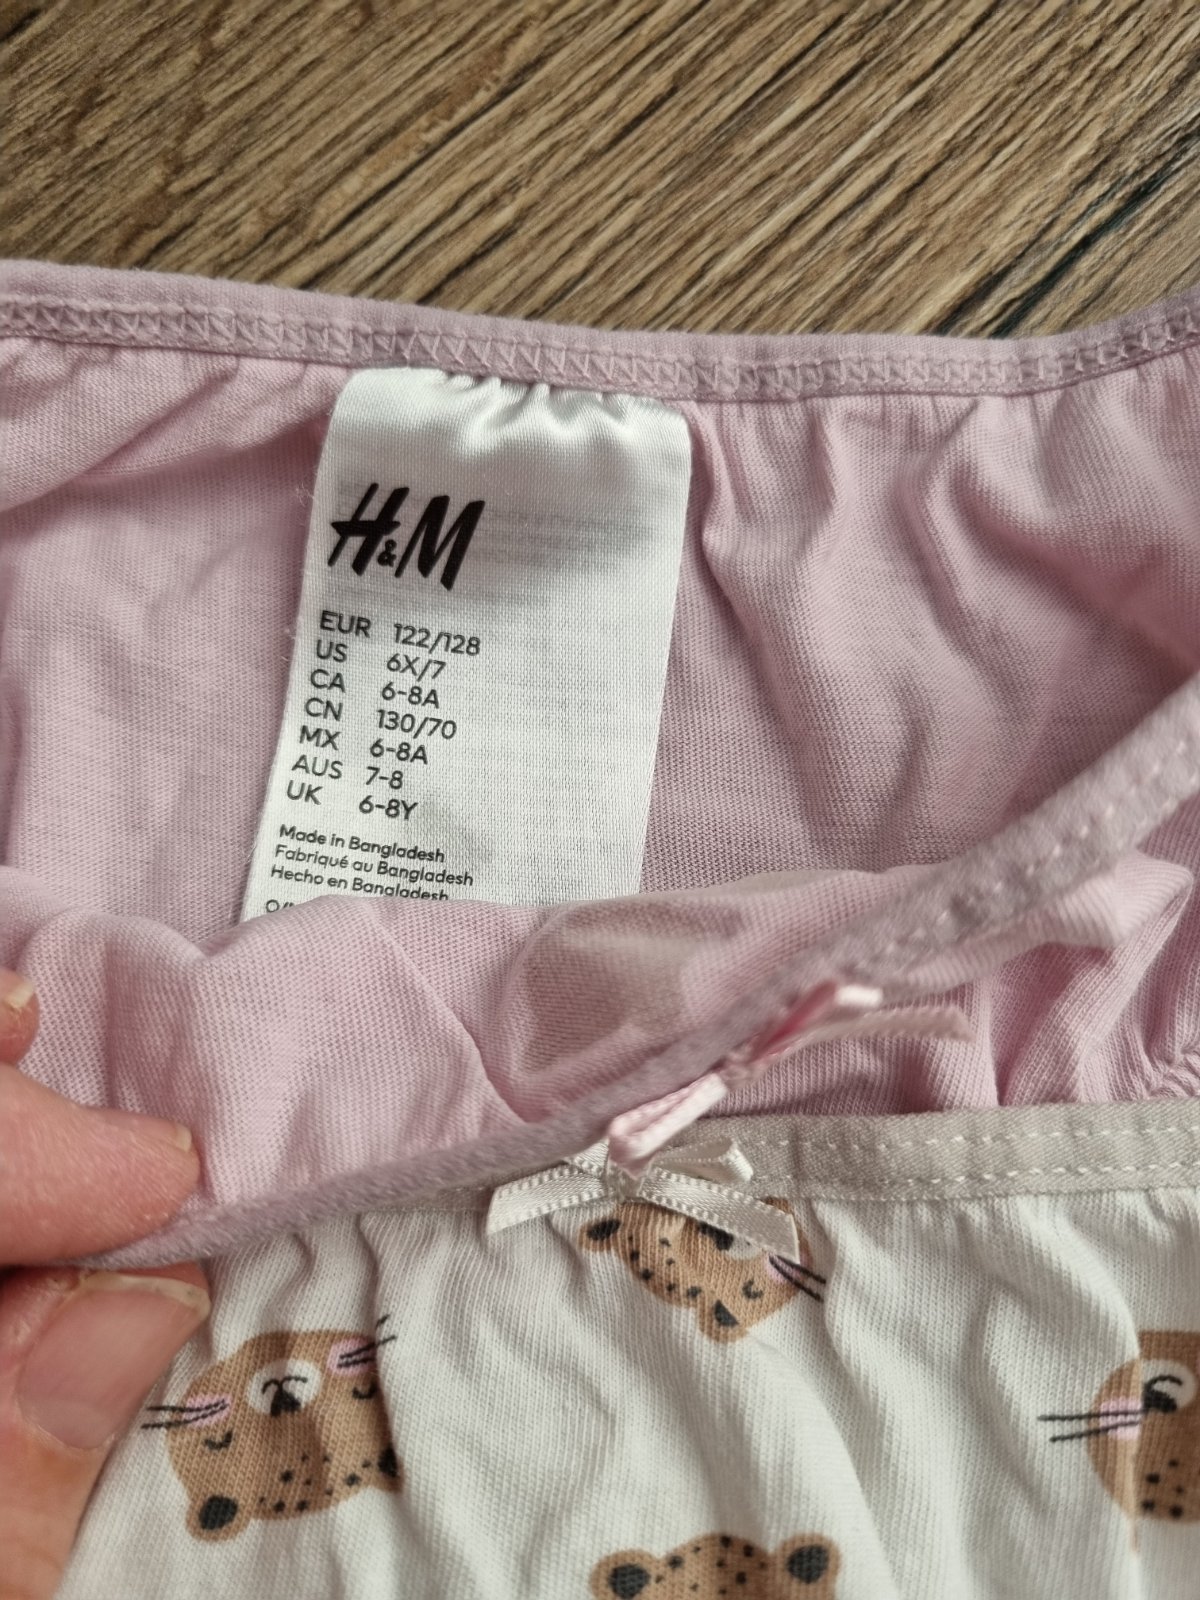 H&M
EUR 122/128
US 6X/7
CA 6-8A
CN 130/70
MX 6-8A
AUS 7-8
UK 6-8Y
Made in Bangladesh
Fabriqué au Bangladesh
Hecho en Bangladesh